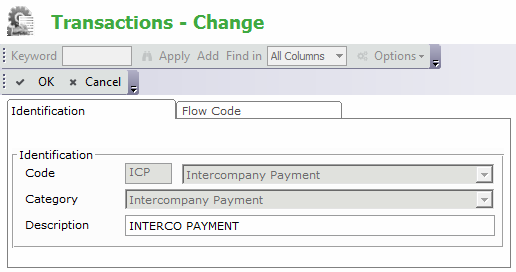 Transactions - Change
Keyword Apply Add Find in All Columns Options
OK Cancel
Identification Flow Code
Identification
Code ICP Intercompany Payment
Category Intercompany Payment
Description INTERCO PAYMENT